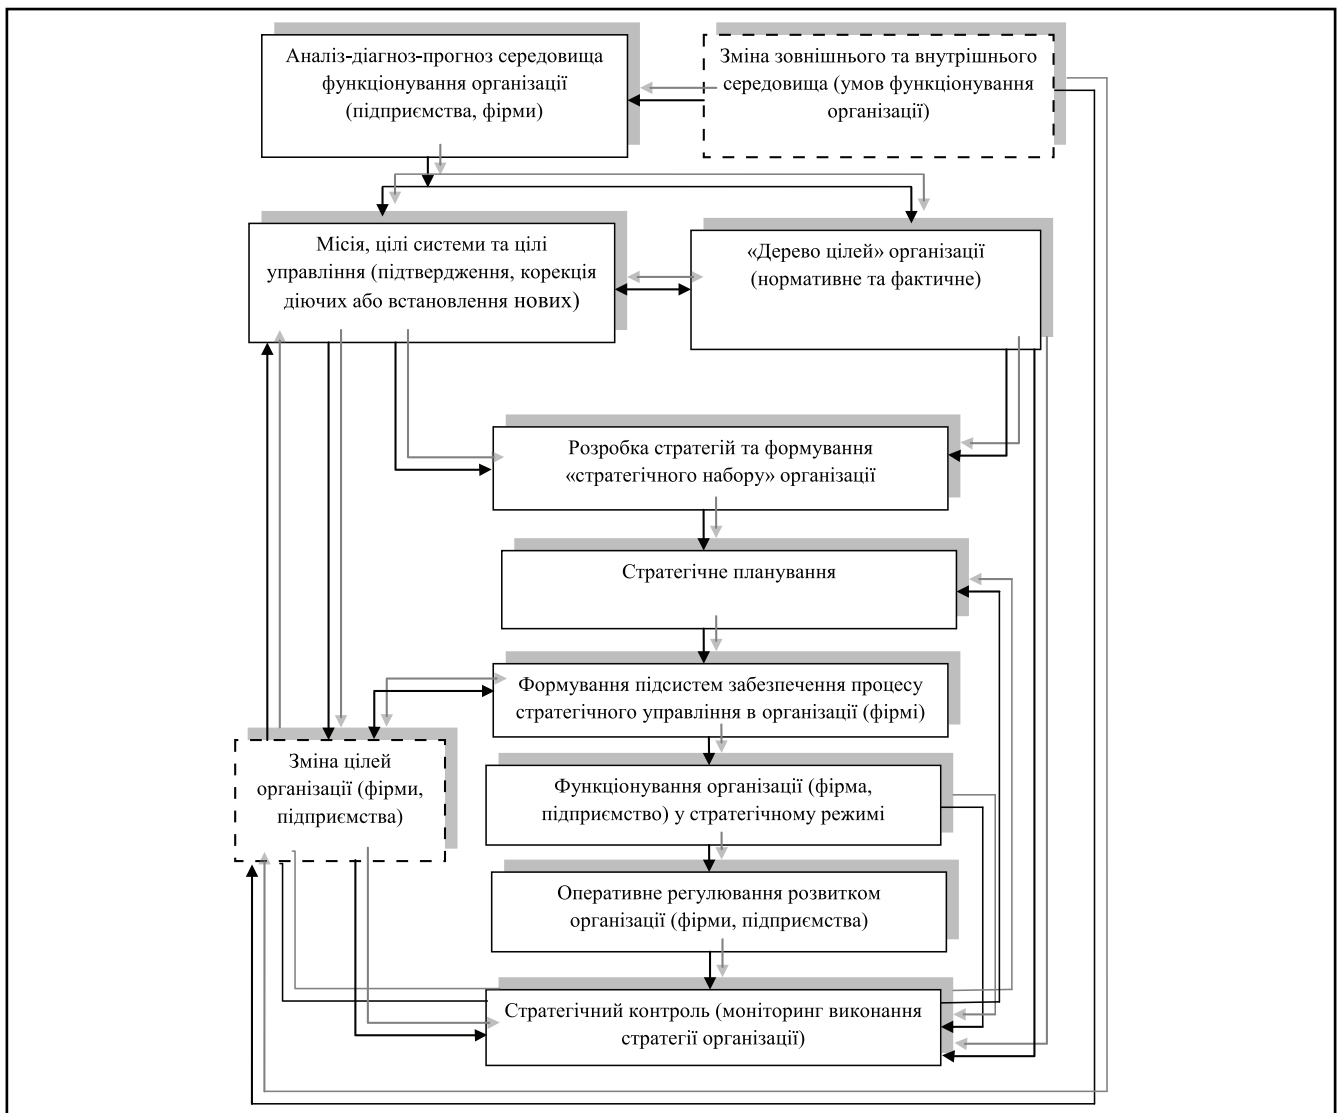 Аналіз-діагноз-прогноз середовища
функціонування організації
(підприємства, фірми)
Зміна зовнішнього та внутрішнього
середовища (умов функціонування
організації)
Місія, цілі системи та цілі
управління (підтвердження, корекція
діючих або встановлення нових)
«Дерево цілей» організації
(нормативне та фактичне)
Розробка стратегій та формування
«стратегічного набору» організації
Стратегічне планування
Формування підсистем забезпечення процесу
стратегічного управління в організації (фірмі)
Зміна цілей
організації (фірми,
підприємства)
Функціонування організації (фірма,
підприємство) у стратегічному режимі
Оперативне регулювання розвитком
організації (фірми, підприємства)
Стратегічний контроль (моніторинг виконання
стратегії організації)